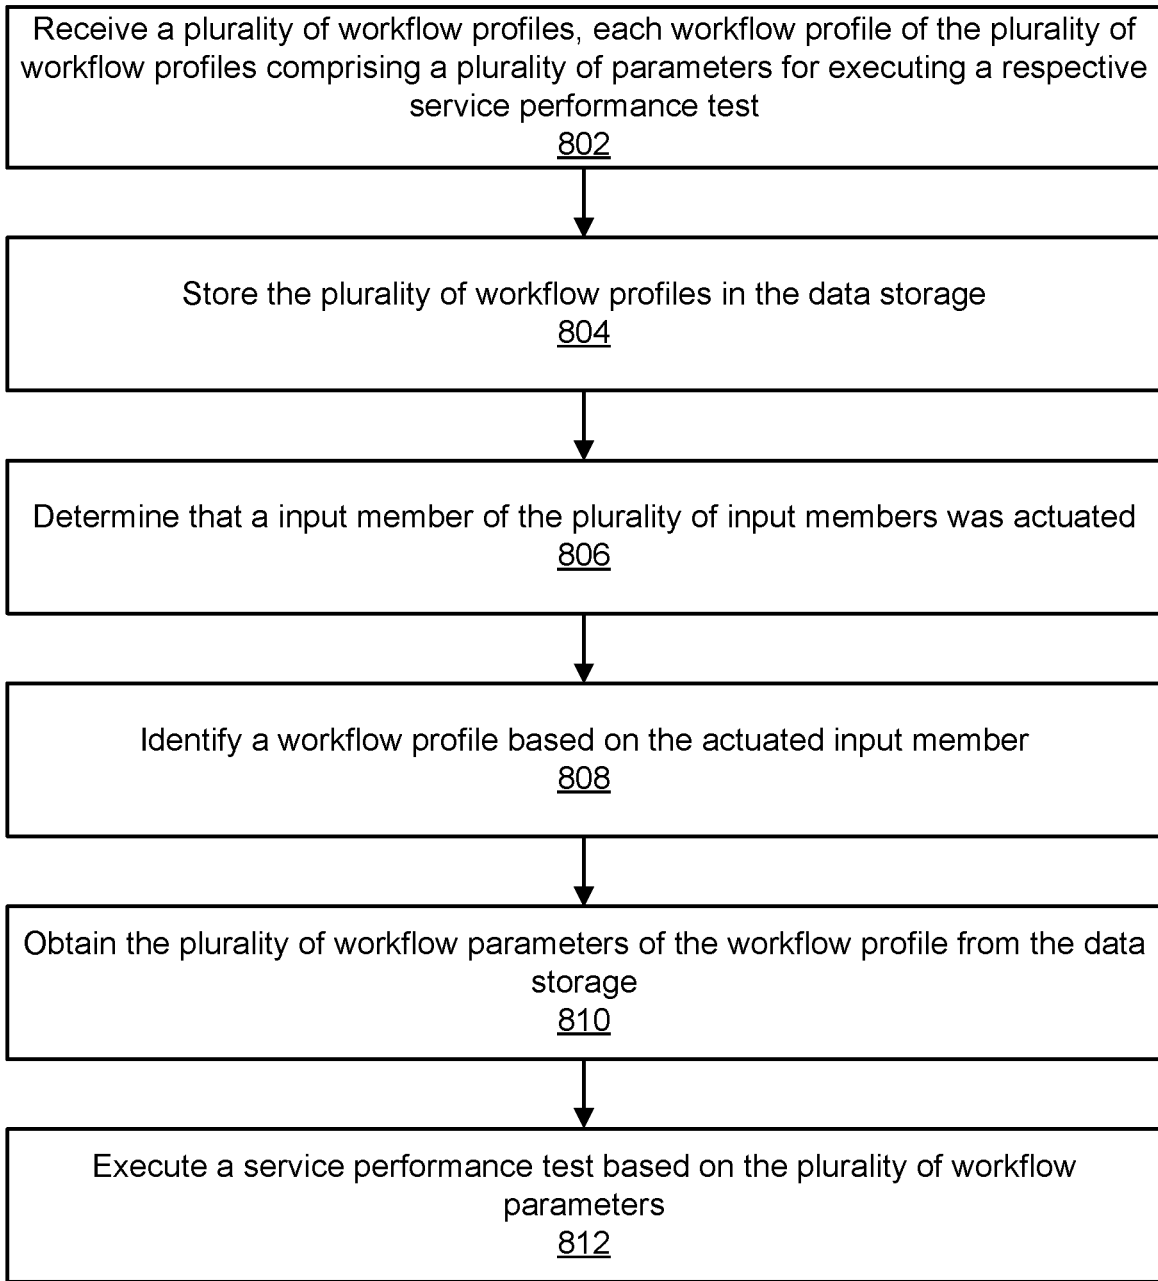 Receive a plurality of workflow profiles, each workflow profile of the plurality of
workflow profiles comprising a plurality of parameters for executing a respective
service performance test
802
Store the plurality of workflow profiles in the data storage
804
Determine that a input member of the plurality of input members was actuated
806
Identify a workflow profile based on the actuated input member
808
Obtain the plurality of workflow parameters of the workflow profile from the data
storage
810
Execute a service performance test based on the plurality of workflow
parameters
812